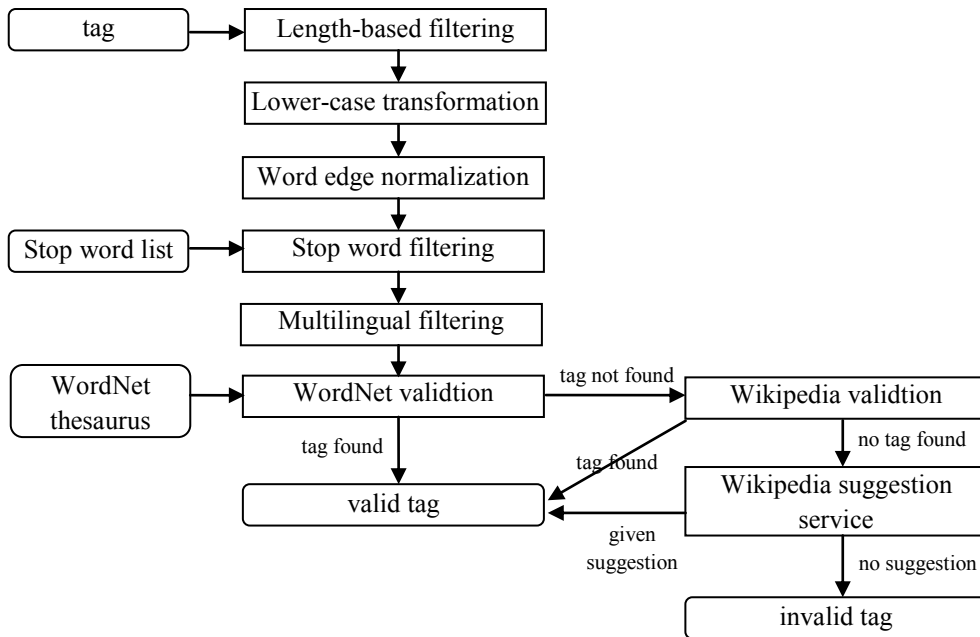 tag
Length-based filtering
Lower-case transformation
Word edge normalization
Stop word list
Stop word filtering
Multilingual filtering
WordNet
thesaurus
WordNet validtion
tag not found
Wikipedia validtion
tag found
tag found
no tag found
valid tag
Wikipedia suggestion
service
given
suggestion
no suggestion
invalid tag